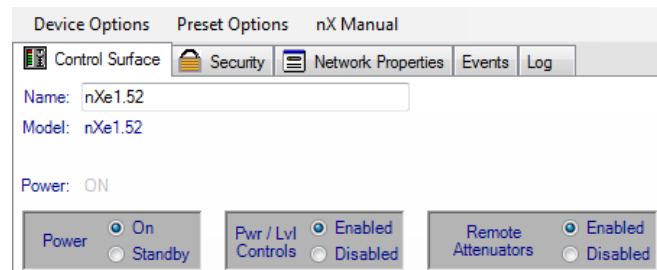 Device Options Preset Options nX Manual
Control Surface Security Network Properties Events Log
Name: nXe1.52
Model: nXe1.52
Power: ON
Power On Standby
Pwr / Lvl Controls Enabled Disabled
Remote Attenuators Enabled Disabled